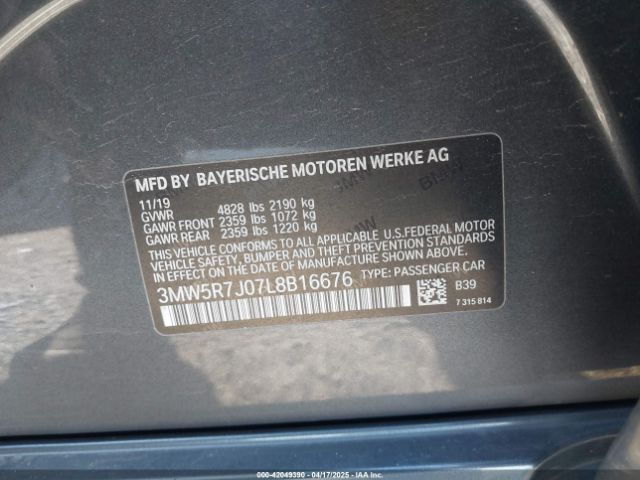 MFD BY BAYERISCHE MOTOREN WERKE AG
11/19
GVWR 4828 lbs 2190 kg
GAWR FRONT 2359 lbs 1072 kg
GAWR REAR 2359 lbs 1220 kg
THIS VEHICLE CONFORMS TO ALL APPLICABLE U.S.FEDERAL MOTOR
VEHICLE SAFETY, BUMPER, AND THEFT PREVENTION STANDARDS
IN EFFECT ON THE DATE OF MANUFACTURE SHOWN ABOVE.
3MW5R7J07L8B16676 TYPE: PASSENGER CAR
B39
7 315 814
000-42049390 - 04/17/2025 - IAAI